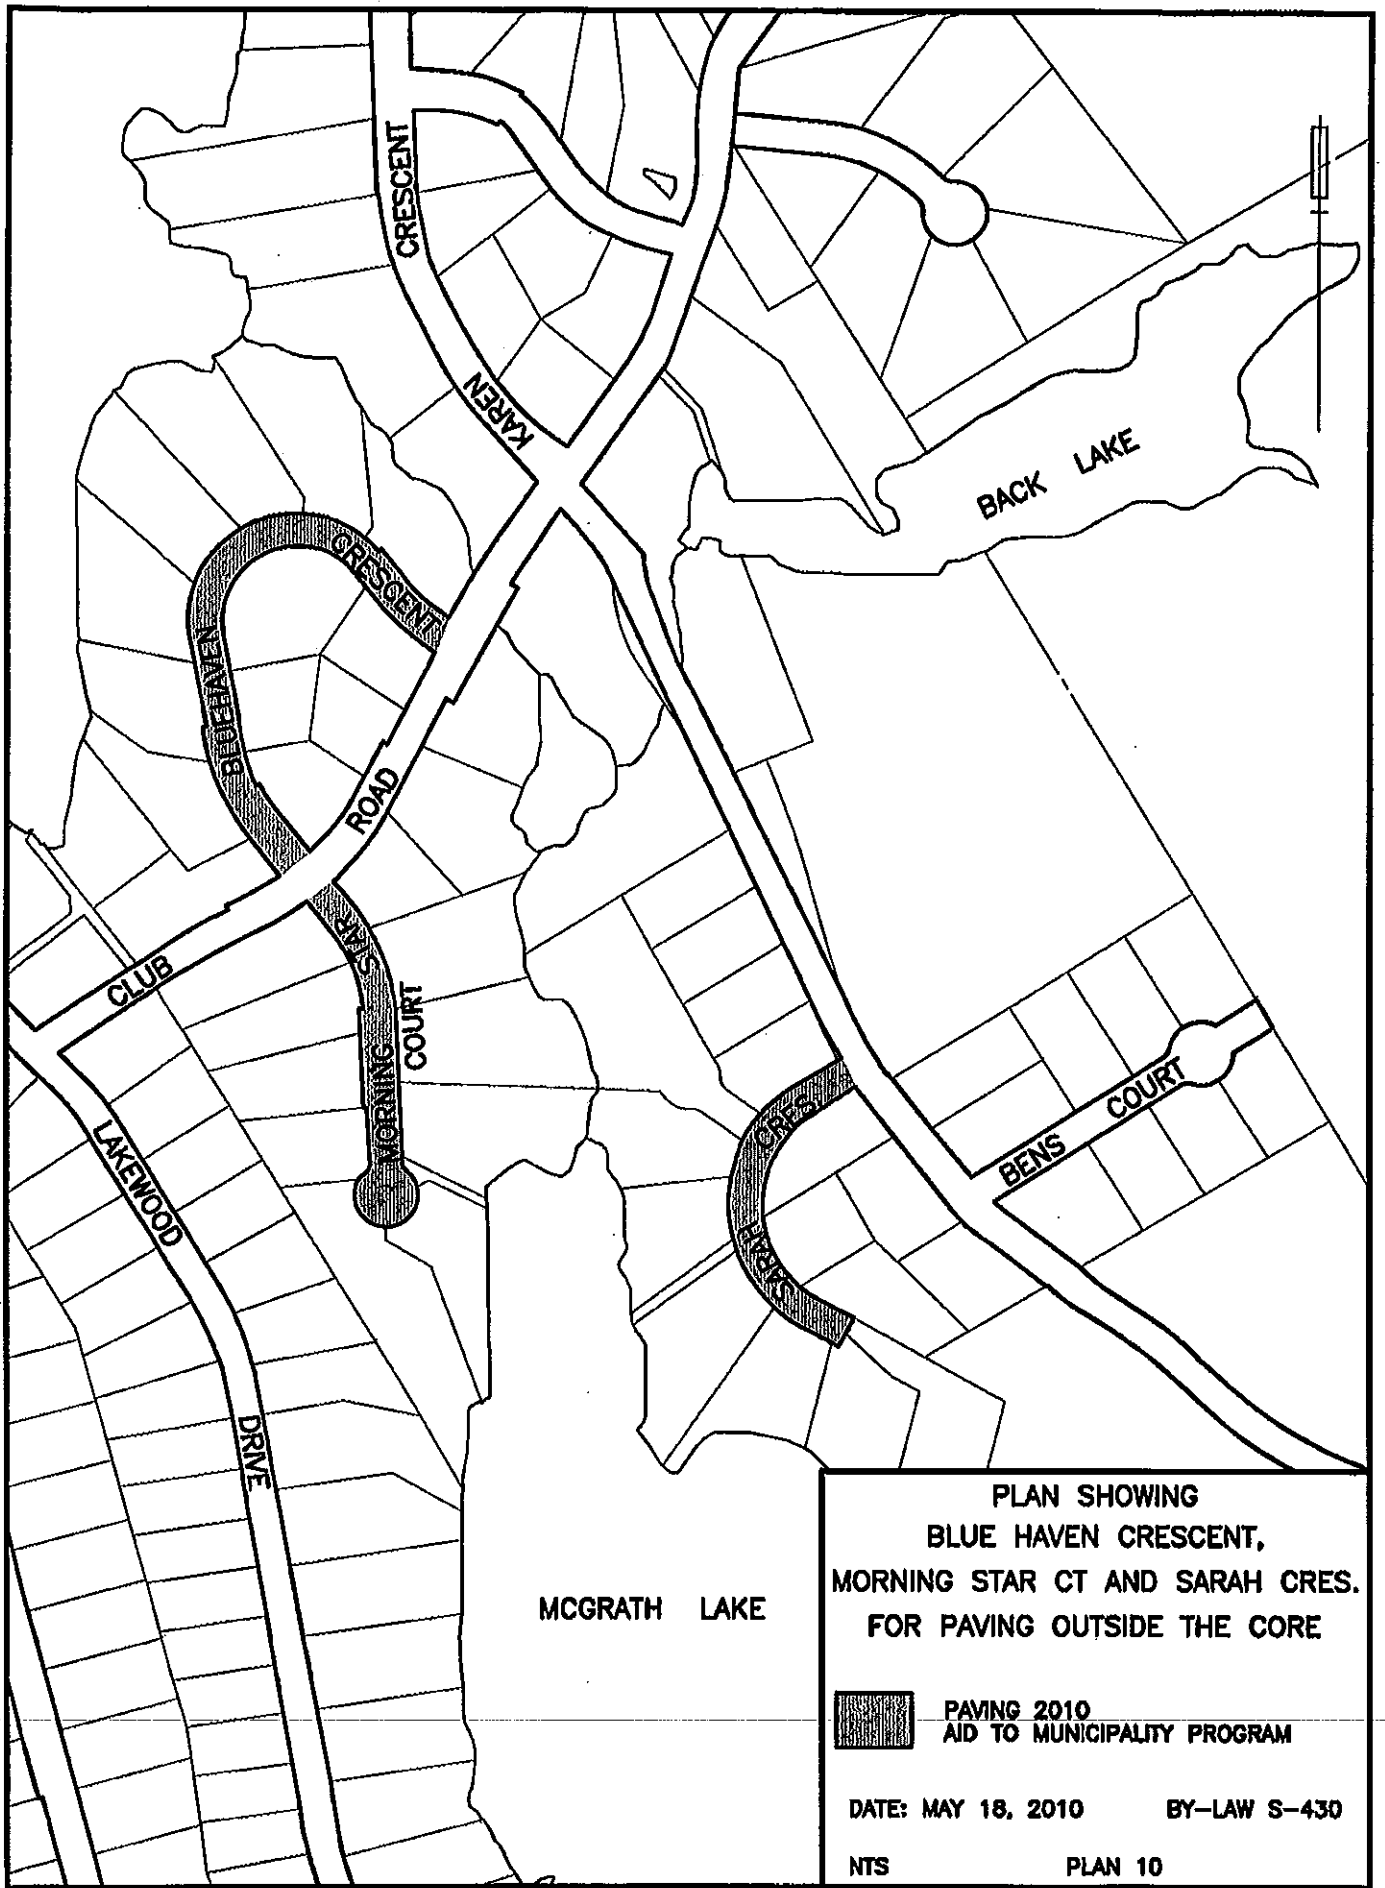 CRESCENT
KAREN
BACK LAKE
CRESCENT
BLUEHAVEN
ROAD
CLUB
MORNING STAR
COURT
LAKEWOOD
DRIVE
BENS COURT
SARAH CRES.
MCGRATH LAKE
PLAN SHOWING
BLUE HAVEN CRESCENT,
MORNING STAR CT AND SARAH CRES.
FOR PAVING OUTSIDE THE CORE
PAVING 2010
AID TO MUNICIPALITY PROGRAM
DATE: MAY 18, 2010 BY-LAW S-430
NTS PLAN 10